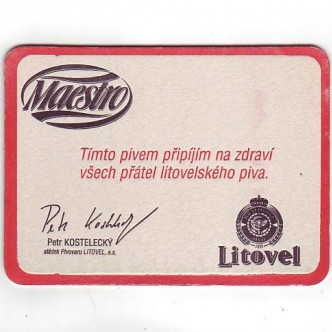 Maestro
Tímto pivem připíjím na zdraví
všech přátel litovelského piva.
Petr KOSTELECKÝ
sládek Pivovaru LITOVEL, a.s.
Litovel